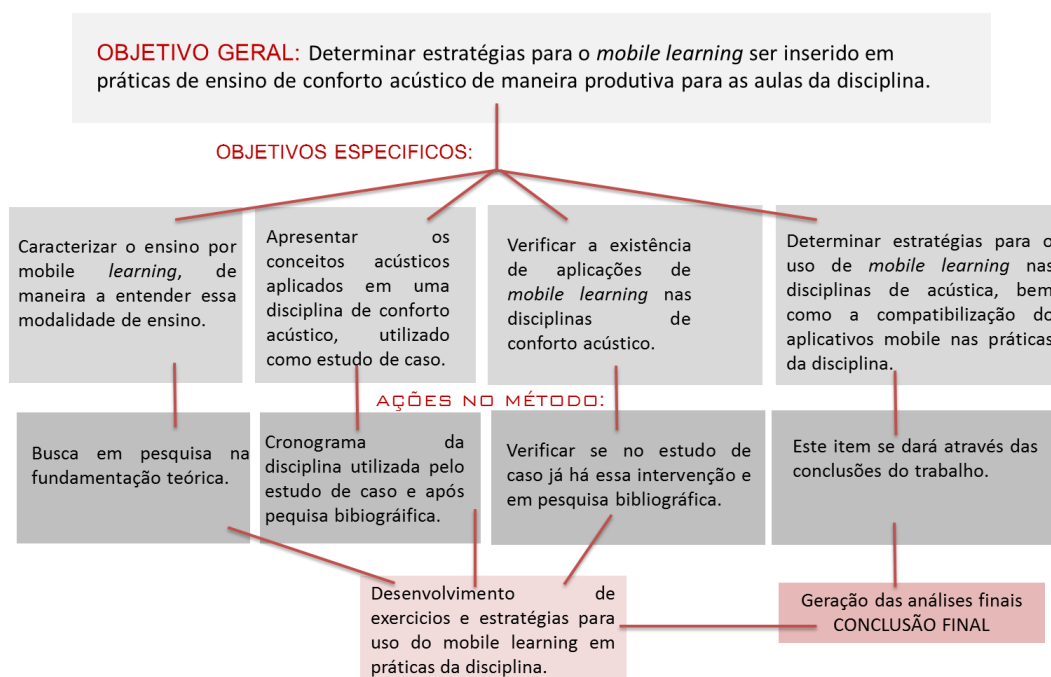 OBJETIVO GERAL: Determinar estratégias para o mobile learning ser inserido em
práticas de ensino de conforto acústico de maneira produtiva para as aulas da disciplina.
OBJETIVOS ESPECIFICOS:
Caracterizar o ensino por
mobile learning, de
maneira a entender essa
modalidade de ensino.
Apresentar os
conceitos acústicos
aplicados em uma
disciplina de conforto
acústico, utilizado
como estudo de caso.
Verificar a existência
de aplicações de
mobile learning nas
disciplinas de
conforto acústico.
Determinar estratégias para o
uso de mobile learning nas
disciplinas de acústica, bem
como a compatibilização do
aplicativos mobile nas práticas
da disciplina.
AÇÕES NO MÉTODO:
Busca em pesquisa na
fundamentação teórica.
Cronograma da
disciplina utilizada pelo
estudo de caso e após
pequisa bibiográifica.
Verificar se no estudo de
caso já há essa intervenção e
em pesquisa bibliográfica.
Este item se dará através das
conclusões do trabalho.
Desenvolvimento de
exercicios e estratégias para
uso do mobile learning em
práticas da disciplina.
Geração das análises finais
CONCLUSÃO FINAL